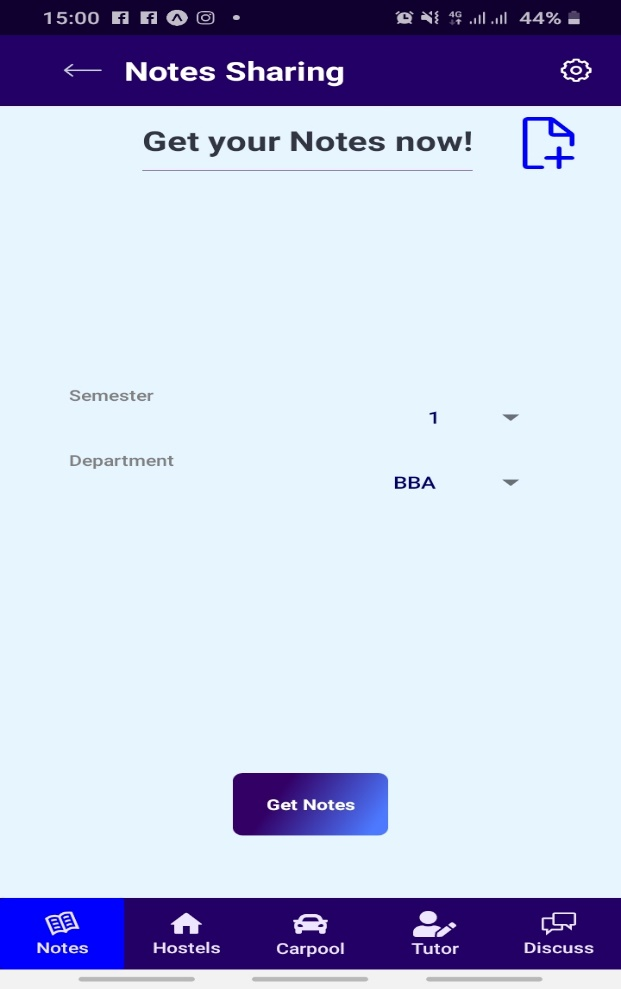 15:00 4G 44%
Notes Sharing
Get your Notes now!
Semester
1
Department
BBA
Get Notes
Notes Hostels Carpool Tutor Discuss